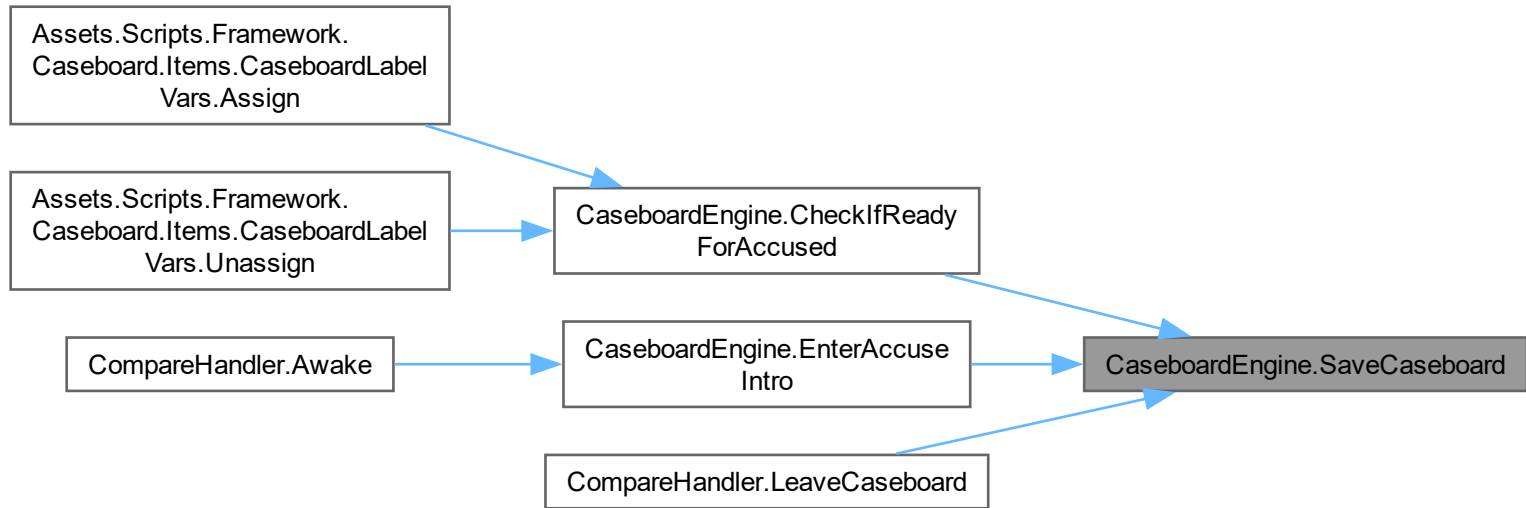 Assets.Scripts.Framework.
Caseboard.Items.CaseboardLabel
Vars.Assign
Assets.Scripts.Framework.
Caseboard.Items.CaseboardLabel
Vars.Unassign
CaseboardEngine.CheckIfReady
ForAccused
CompareHandler.Awake
CaseboardEngine.EnterAccuse
Intro
CaseboardEngine.SaveCaseboard
CompareHandler.LeaveCaseboard